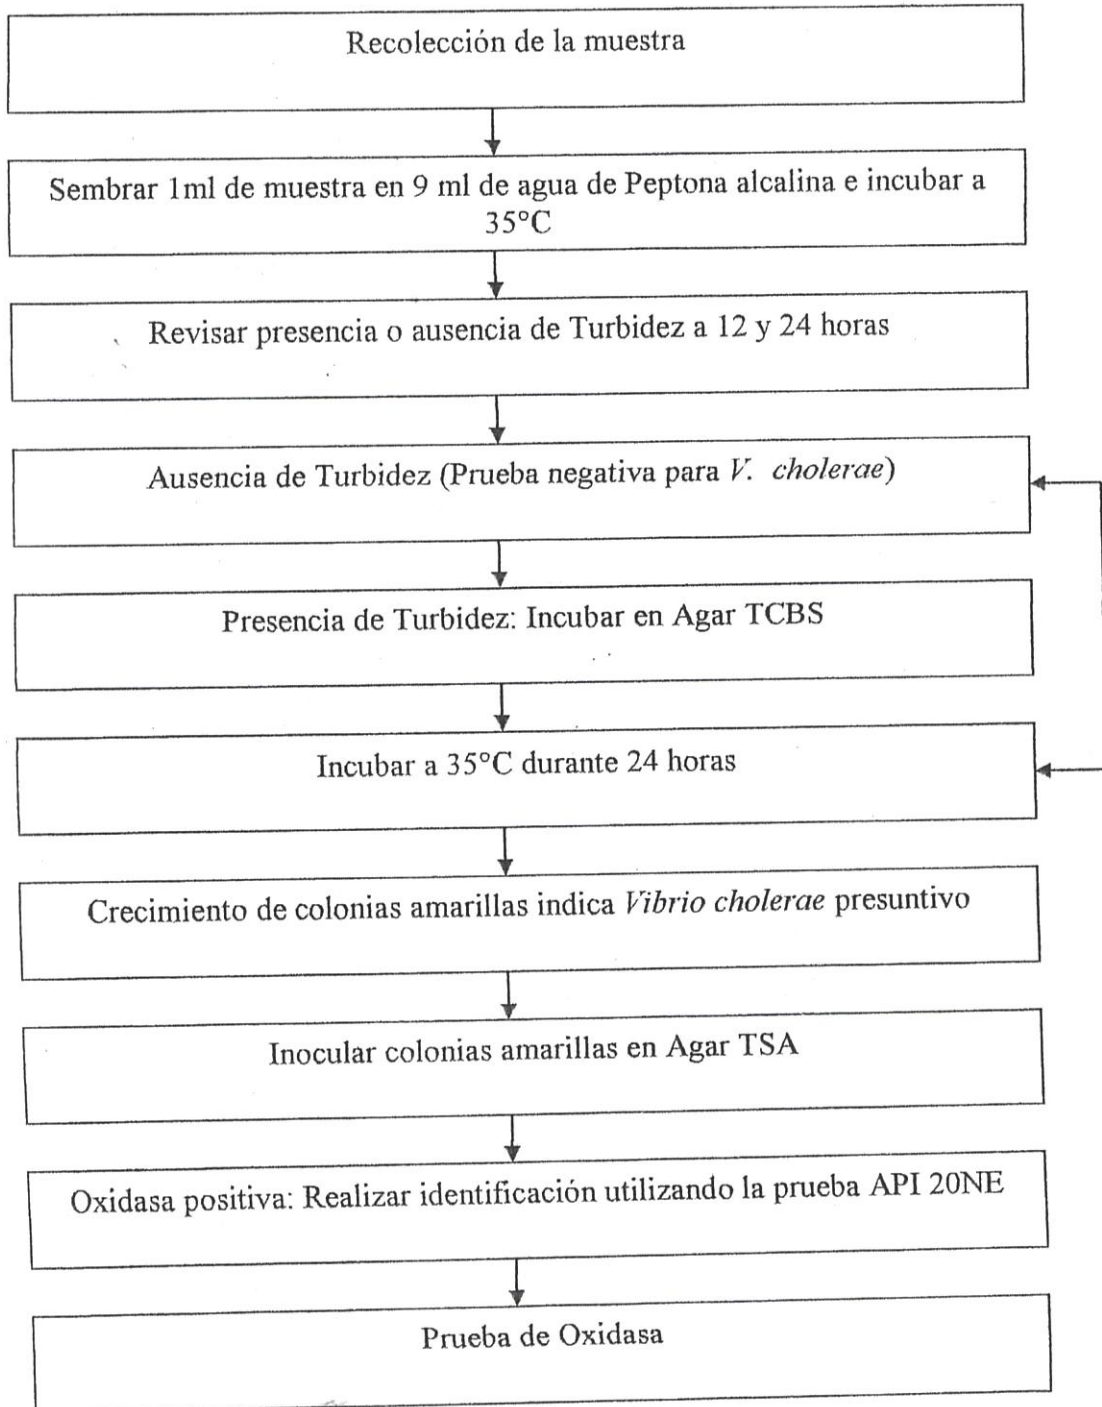 Recolección de la muestra
Sembrar 1ml de muestra en 9 ml de agua de Peptona alcalina e incubar a
35°C
Revisar presencia o ausencia de Turbidez a 12 y 24 horas
Ausencia de Turbidez (Prueba negativa para V. cholerae)
Presencia de Turbidez: Incubar en Agar TCBS
Incubar a 35°C durante 24 horas
Crecimiento de colonias amarillas indica Vibrio cholerae presuntivo
Inocular colonias amarillas en Agar TSA
Oxidasa positiva: Realizar identificación utilizando la prueba API 20NE
Prueba de Oxidasa